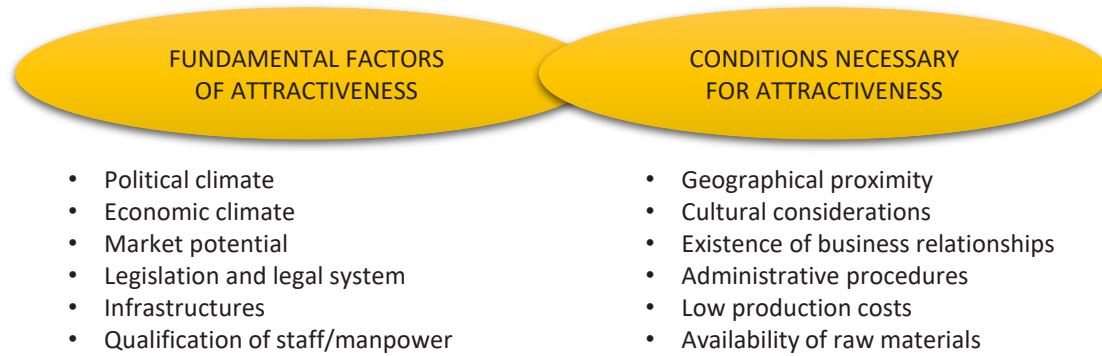 FUNDAMENTAL FACTORS
OF ATTRACTIVENESS
• Political climate
• Economic climate
• Market potential
• Legislation and legal system
• Infrastructures
• Qualification of staff/manpower
CONDITIONS NECESSARY
FOR ATTRACTIVENESS
• Geographical proximity
• Cultural considerations
• Existence of business relationships
• Administrative procedures
• Low production costs
• Availability of raw materials